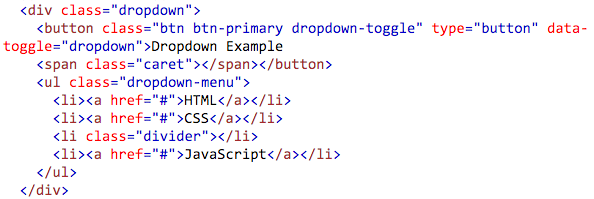 <div class="dropdown">
<button class="btn btn-primary dropdown-toggle" type="button" data-
toggle="dropdown">Dropdown Example
<span class="caret"></span></button>
<ul class="dropdown-menu">
<li><a href="#">HTML</a></li>
<li><a href="#">CSS</a></li>
<li class="divider"></li>
<li><a href="#">JavaScript</a></li>
</ul>
</div>